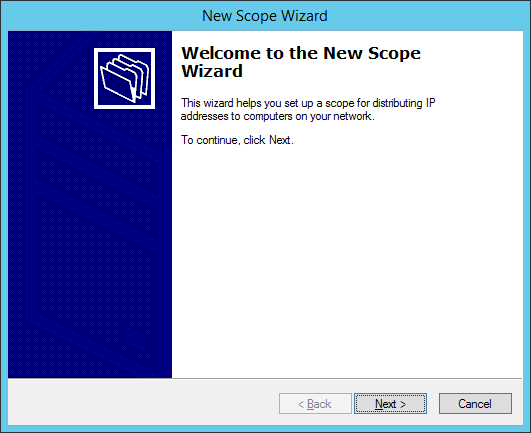 New Scope Wizard
Welcome to the New Scope
Wizard
This wizard helps you set up a scope for distributing IP
addresses to computers on your network.
To continue, click Next.
< Back
Next >
Cancel